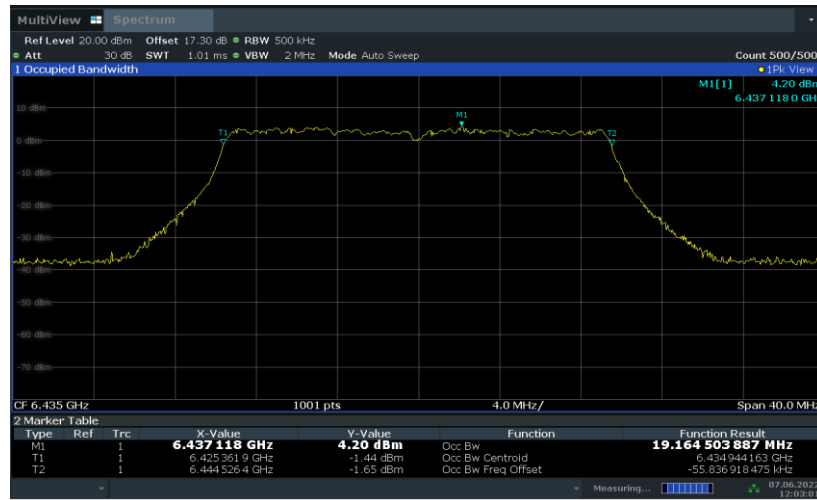 MultiView Spectrum
Ref Level 20.00 dBm Offset 17.30 dB RBW 500 kHz
Att 30 dB SWT 1.01 ms VBW 2 MHz Mode Auto Sweep Count 500/500
1 Occupied Bandwidth 1Pk View
M1[1] 4.20 dBm
6.437 118 0 GH
10 dBm
M1
T1
T2
0 dBm
-10 dBm
-20 dBm
-30 dBm
-40 dBm
-50 dBm
-60 dBm
-70 dBm
CF 6.435 GHz 1001 pts 4.0 MHz/ Span 40.0 MHz
2 Marker Table
Type Ref Trc X-Value Y-Value Function Function Result
M1 1 6.437 118 GHz 4.20 dBm Occ Bw 19.164 503 887 MHz
T1 1 6.425 361 9 GHz -1.44 dBm Occ Bw Centroid 6.434 944 163 GHz
T2 1 6.444 526 4 GHz -1.65 dBm Occ Bw Freq Offset -55.836 918 475 kHz
Measuring... 07.06.2022
12:03:01